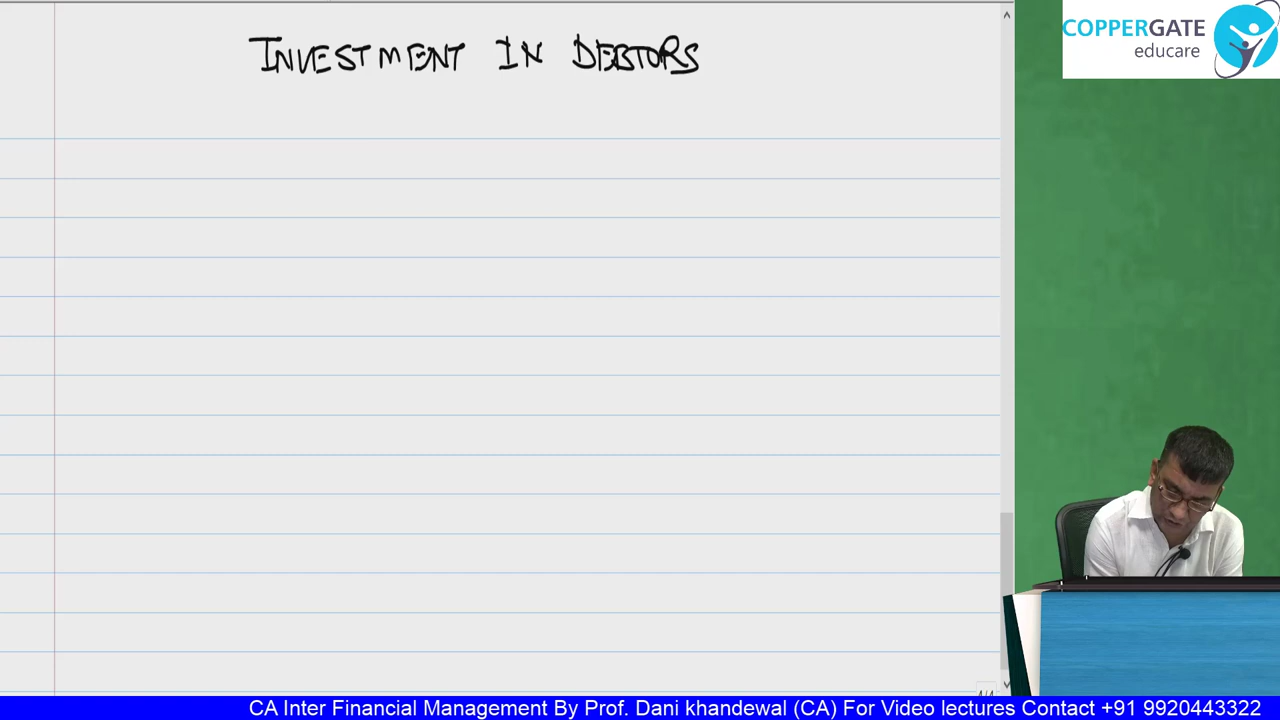 INVESTMENT IN DEBTORS
COPPERGATE
educare
CA Inter Financial Management By Prof. Dani khandewal (CA) For Video lectures Contact +91 9920443322